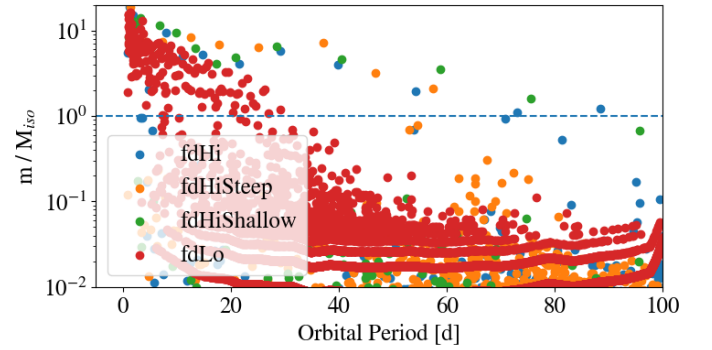 10¹
10⁰
10⁻¹
10⁻²
m / M_iso
fdHi
fdHiSteep
fdHiShallow
fdLo
0 20 40 60 80 100
Orbital Period [d]